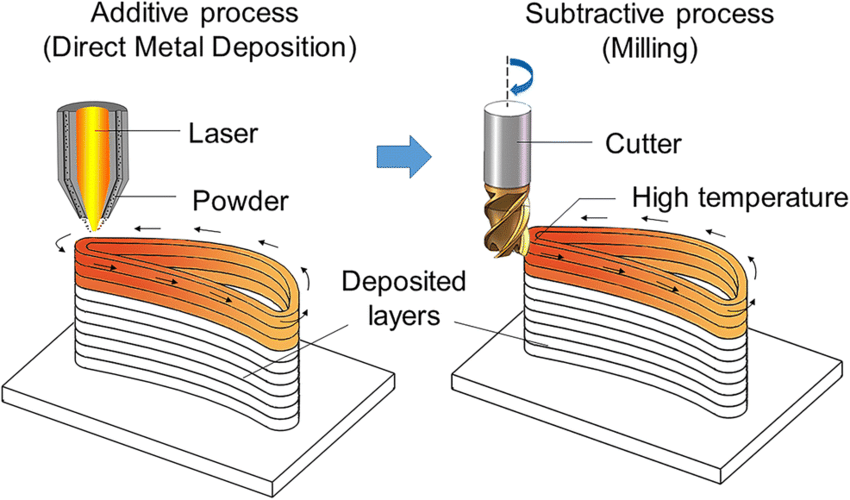 Additive process
(Direct Metal Deposition)
Subtractive process
(Milling)
Laser
Powder
Cutter
High temperature
Deposited
layers